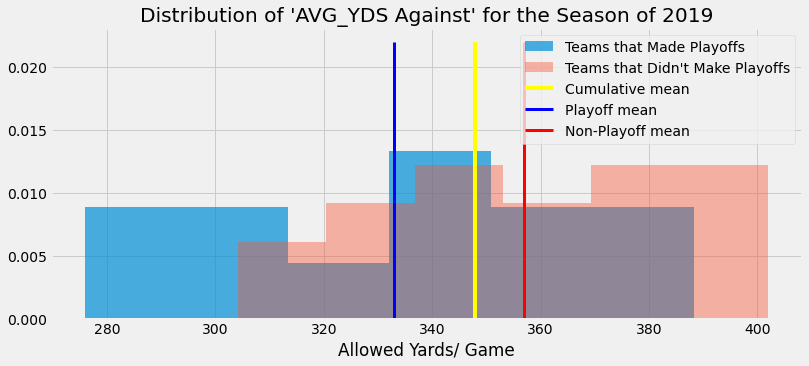 Distribution of 'AVG_YDS Against' for the Season of 2019
Teams that Made Playoffs
Teams that Didn't Make Playoffs
Cumulative mean
Playoff mean
Non-Playoff mean
0.020
0.015
0.010
0.005
0.000
280 300 320 340 360 380 400
Allowed Yards/ Game